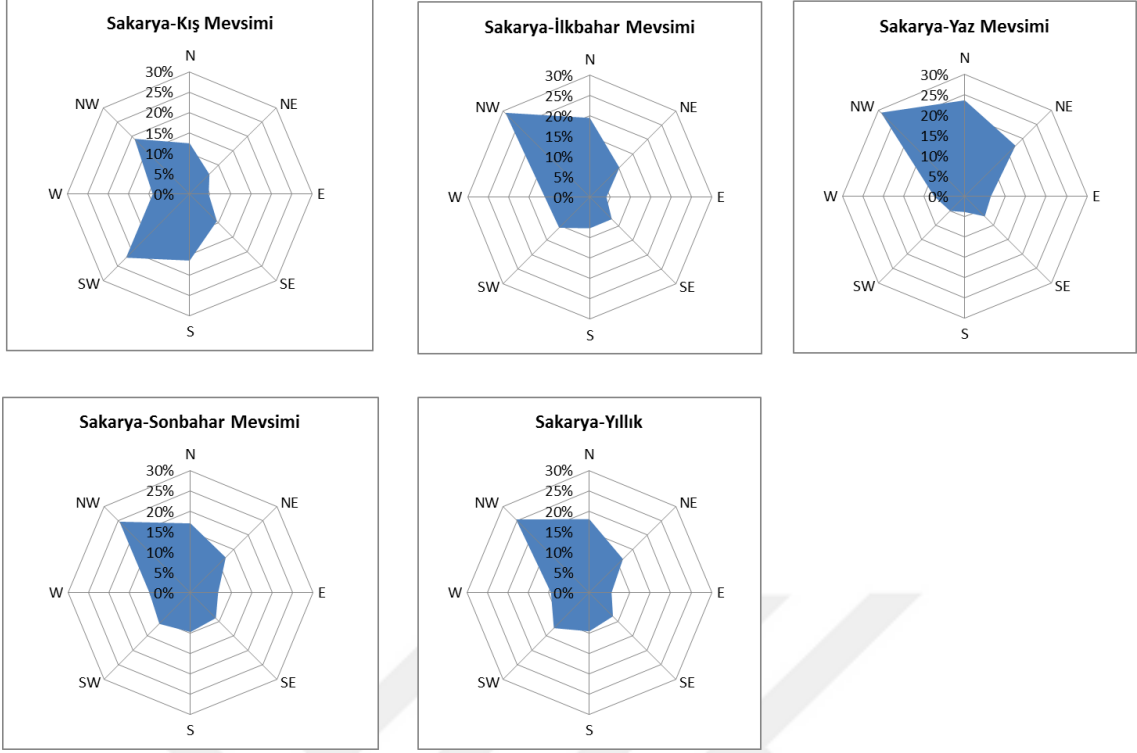 Sakarya-Kış Mevsimi
N
30%
25%
20%
15%
10%
5%
0%
NW
NE
W
E
SW
SE
S
Sakarya-İlkbahar Mevsimi
N
30%
25%
20%
15%
10%
5%
0%
NW
NE
W
E
SW
SE
S
Sakarya-Yaz Mevsimi
N
30%
25%
20%
15%
10%
5%
0%
NW
NE
W
E
SW
SE
S
Sakarya-Sonbahar Mevsimi
N
30%
25%
20%
15%
10%
5%
0%
NW
NE
W
E
SW
SE
S
Sakarya-Yıllık
N
30%
25%
20%
15%
10%
5%
0%
NW
NE
W
E
SW
SE
S